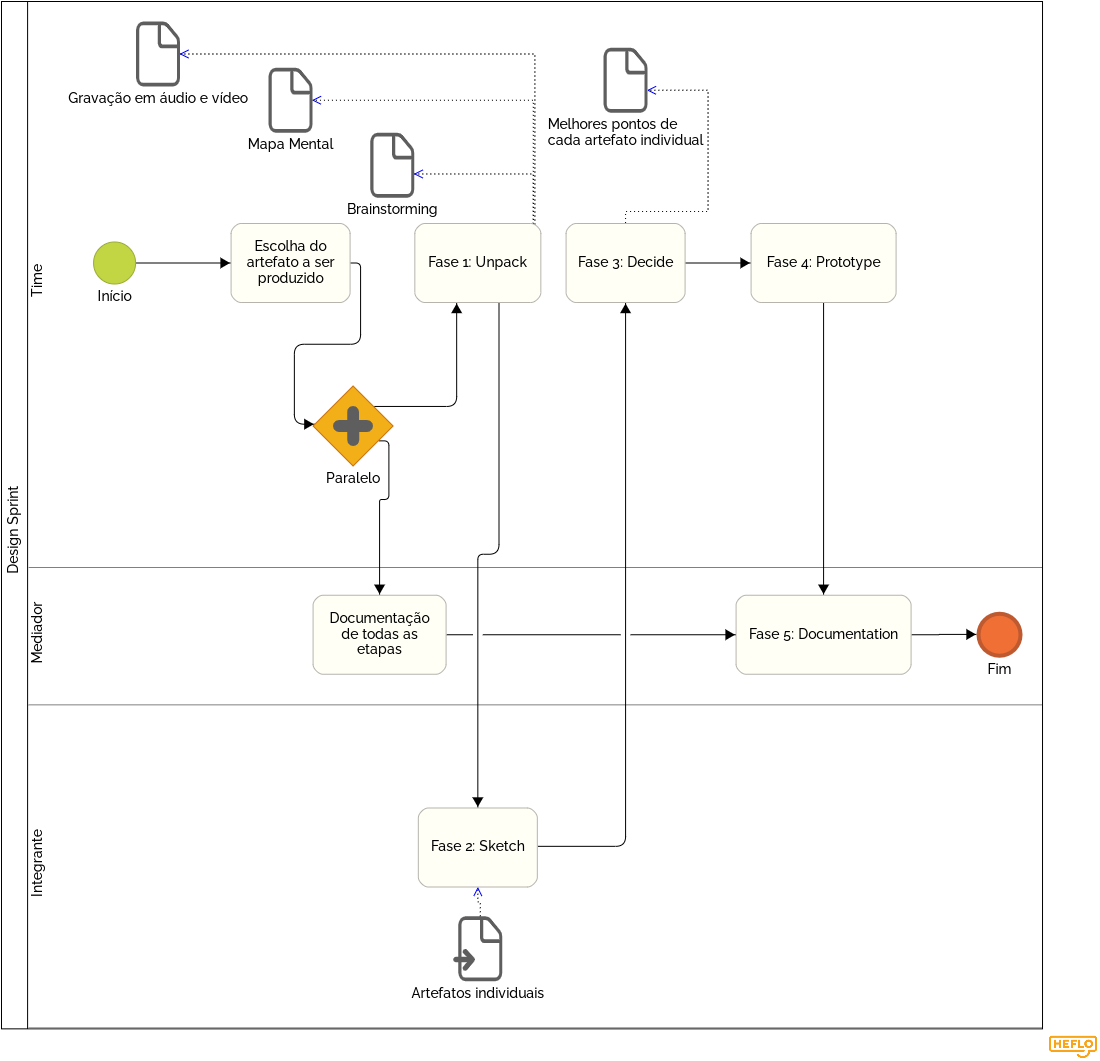 Design Sprint
Time
Gravação em áudio e vídeo
Mapa Mental
Brainstorming
Melhores pontos de
cada artefato individual
Início
Escolha do
artefato a ser
produzido
Fase 1: Unpack
Fase 3: Decide
Fase 4: Prototype
Paralelo
Mediador
Documentação
de todas as
etapas
Fase 5: Documentation
Fim
Integrante
Fase 2: Sketch
Artefatos individuais
HEFLO